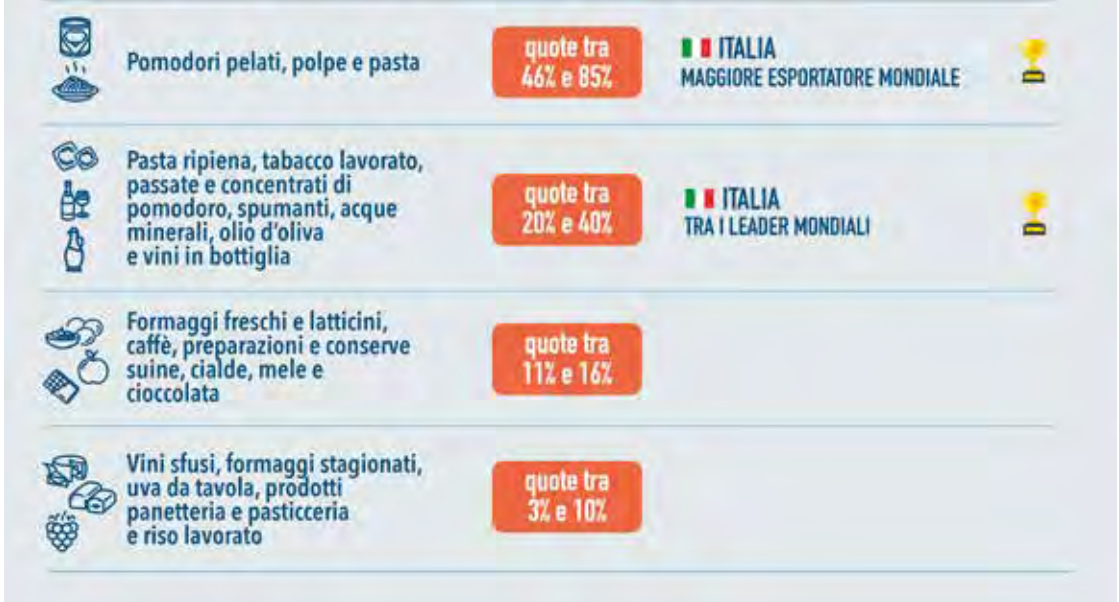 Pomodori pelati, polpe e pasta
quote tra
46% e 85%
ITALIA
MAGGIORE ESPORTATORE MONDIALE
Pasta ripiena, tabacco lavorato,
passate e concentrati di
pomodoro, spumanti, acque
minerali, olio d'oliva
e vini in bottiglia
quote tra
20% e 40%
ITALIA
TRA I LEADER MONDIALI
Formaggi freschi e latticini,
caffè, preparazioni e conserve
suine, cialde, mele e
cioccolata
quote tra
11% e 16%
Vini sfusi, formaggi stagionati,
uva da tavola, prodotti
panetteria e pasticceria
e riso lavorato
quote tra
3% e 10%